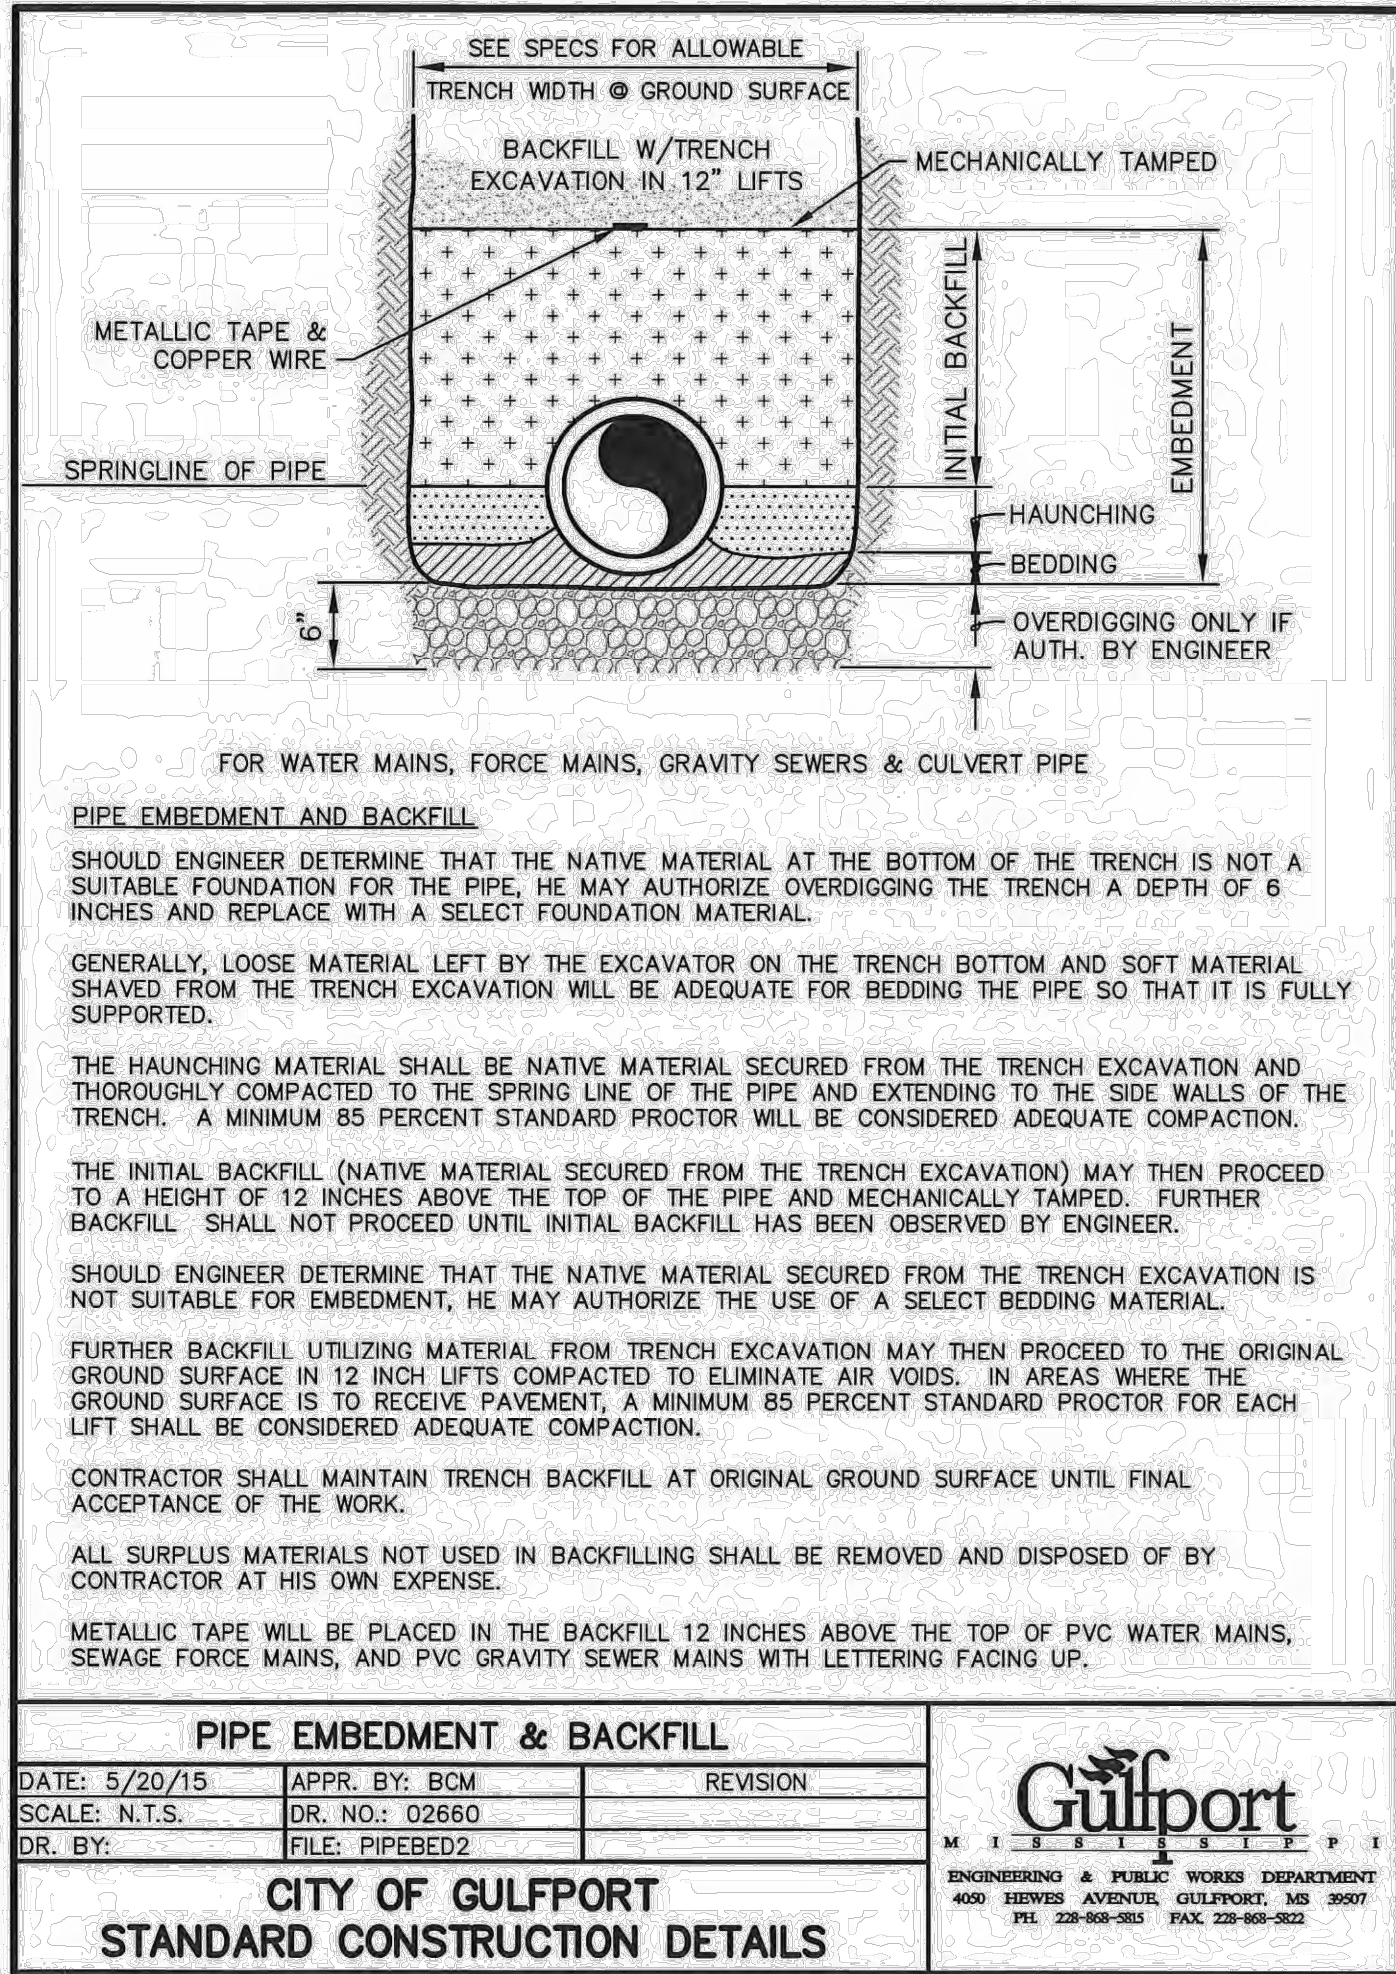 SEE SPECS FOR ALLOWABLE
TRENCH WIDTH @ GROUND SURFACE
BACKFILL W/TRENCH
EXCAVATION IN 12" LIFTS
MECHANICALLY TAMPED
METALLIC TAPE &
COPPER WIRE
INITIAL BACKFILL
EMBEDMENT
SPRINGLINE OF PIPE
HAUNCHING
BEDDING
6"
OVERDIGGING ONLY IF
AUTH. BY ENGINEER
FOR WATER MAINS, FORCE MAINS, GRAVITY SEWERS & CULVERT PIPE
PIPE EMBEDMENT AND BACKFILL
SHOULD ENGINEER DETERMINE THAT THE NATIVE MATERIAL AT THE BOTTOM OF THE TRENCH IS NOT A
SUITABLE FOUNDATION FOR THE PIPE, HE MAY AUTHORIZE OVERDIGGING THE TRENCH A DEPTH OF 6
INCHES AND REPLACE WITH A SELECT FOUNDATION MATERIAL.
GENERALLY, LOOSE MATERIAL LEFT BY THE EXCAVATOR ON THE TRENCH BOTTOM AND SOFT MATERIAL
SHAVED FROM THE TRENCH EXCAVATION WILL BE ADEQUATE FOR BEDDING THE PIPE SO THAT IT IS FULLY
SUPPORTED.
THE HAUNCHING MATERIAL SHALL BE NATIVE MATERIAL SECURED FROM THE TRENCH EXCAVATION AND
THOROUGHLY COMPACTED TO THE SPRING LINE OF THE PIPE AND EXTENDING TO THE SIDE WALLS OF THE
TRENCH. A MINIMUM 85 PERCENT STANDARD PROCTOR WILL BE CONSIDERED ADEQUATE COMPACTION.
THE INITIAL BACKFILL (NATIVE MATERIAL SECURED FROM THE TRENCH EXCAVATION) MAY THEN PROCEED
TO A HEIGHT OF 12 INCHES ABOVE THE TOP OF THE PIPE AND MECHANICALLY TAMPED. FURTHER
BACKFILL SHALL NOT PROCEED UNTIL INITIAL BACKFILL HAS BEEN OBSERVED BY ENGINEER.
SHOULD ENGINEER DETERMINE THAT THE NATIVE MATERIAL SECURED FROM THE TRENCH EXCAVATION IS
NOT SUITABLE FOR EMBEDMENT, HE MAY AUTHORIZE THE USE OF A SELECT BEDDING MATERIAL.
FURTHER BACKFILL UTILIZING MATERIAL FROM TRENCH EXCAVATION MAY THEN PROCEED TO THE ORIGINAL
GROUND SURFACE IN 12 INCH LIFTS COMPACTED TO ELIMINATE AIR VOIDS. IN AREAS WHERE THE
GROUND SURFACE IS TO RECEIVE PAVEMENT, A MINIMUM 85 PERCENT STANDARD PROCTOR FOR EACH
LIFT SHALL BE CONSIDERED ADEQUATE COMPACTION.
CONTRACTOR SHALL MAINTAIN TRENCH BACKFILL AT ORIGINAL GROUND SURFACE UNTIL FINAL
ACCEPTANCE OF THE WORK.
ALL SURPLUS MATERIALS NOT USED IN BACKFILLING SHALL BE REMOVED AND DISPOSED OF BY
CONTRACTOR AT HIS OWN EXPENSE.
METALLIC TAPE WILL BE PLACED IN THE BACKFILL 12 INCHES ABOVE THE TOP OF PVC WATER MAINS,
SEWAGE FORCE MAINS, AND PVC GRAVITY SEWER MAINS WITH LETTERING FACING UP.
PIPE EMBEDMENT & BACKFILL
DATE: 5/20/15 APPR. BY: BCM REVISION
SCALE: N.T.S. DR. NO.: 02660
DR. BY: FILE: PIPEBED2
CITY OF GULFPORT
STANDARD CONSTRUCTION DETAILS
Gulfport
MISSISSIPPI
ENGINEERING & PUBLIC WORKS DEPARTMENT
4050 HEWES AVENUE, GULFPORT, MS 39507
PH. 228-868-5815 FAX. 228-868-5822